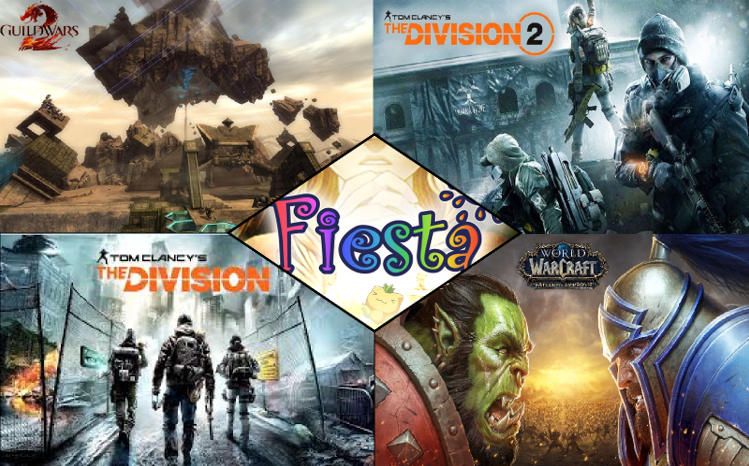 GUILD WARS 2
TOM CLANCY'S
THE DIVISION 2
Fiesta
TOM CLANCY'S
THE DIVISION
WORLD
OF
WARCRAFT